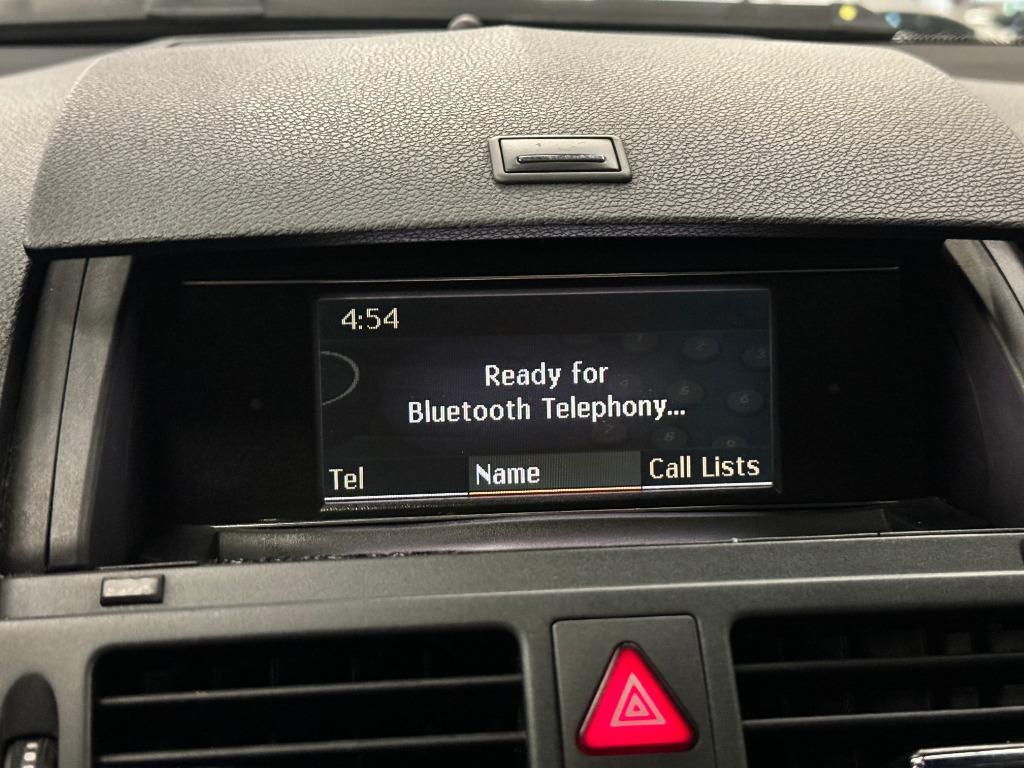 4:54
Ready for
Bluetooth Telephony...
Tel
Name
Call Lists